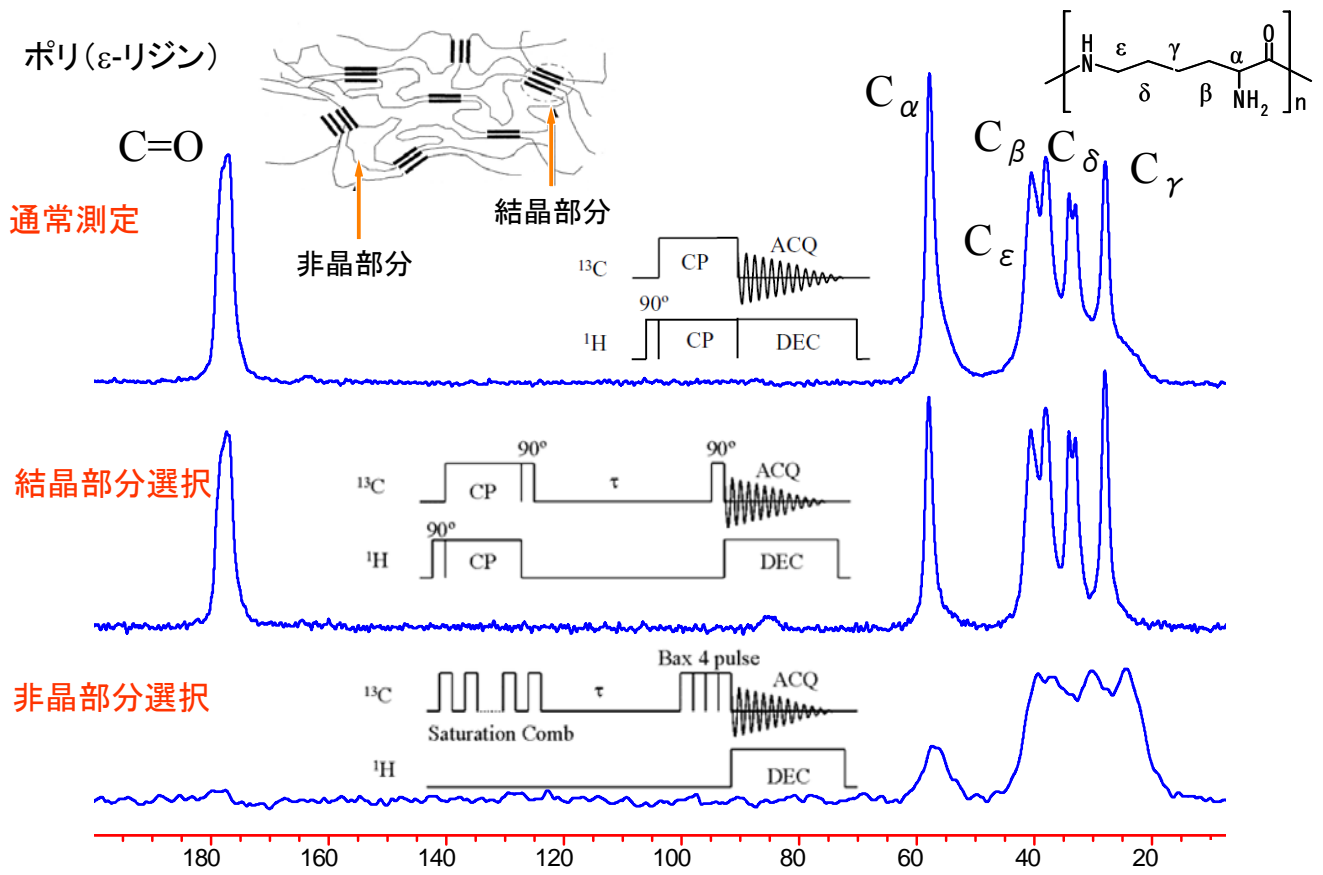 ポリ(ε-リジン)
H
N
ε
δ
γ
β
α
O
NH2
n
C=O
Cα
Cβ
Cδ
Cγ
Cε
通常測定
非晶部分
結晶部分
13C
CP
ACQ
90º
1H
CP
DEC
結晶部分選択
13C
CP
90º
τ
90º
ACQ
90º
1H
CP
DEC
非晶部分選択
13C
Saturation Comb
τ
Bax 4 pulse
ACQ
1H
DEC
180 160 140 120 100 80 60 40 20